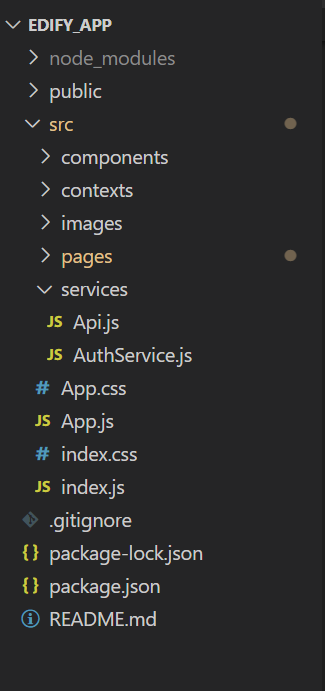 EDIFY_APP
node_modules
public
src
components
contexts
images
pages
services
JS Api.js
JS AuthService.js
# App.css
JS App.js
# index.css
JS index.js
.gitignore
{} package-lock.json
{} package.json
README.md